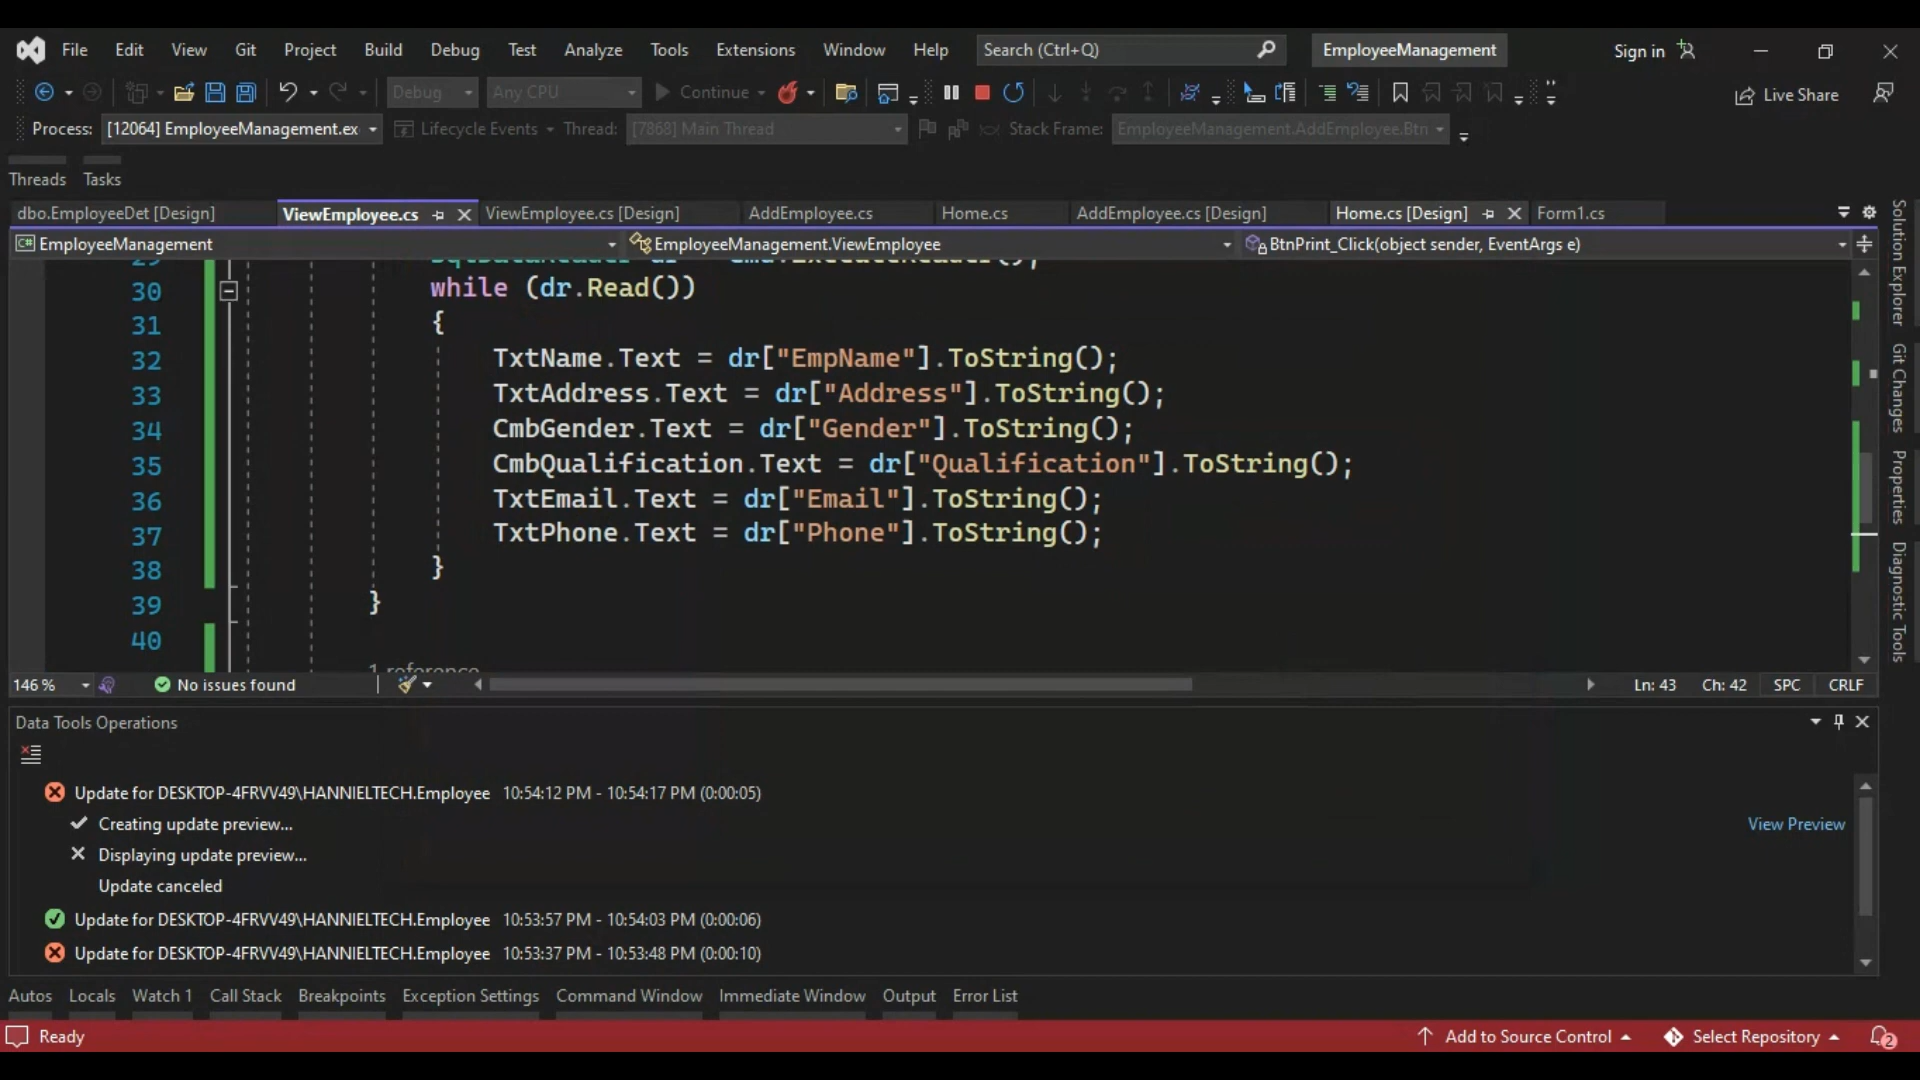 File Edit View Git Project Build Debug Test Analyze Tools Extensions Window Help Search (Ctrl+Q) EmployeeManagement Sign in
Debug Any CPU Continue Live Share
Process: [12064] EmployeeManagement.ex Lifecycle Events Thread: [7868] Main Thread Stack Frame: EmployeeManagement.AddEmployee.Btn
Threads Tasks
dbo.EmployeeDet [Design] ViewEmployee.cs ViewEmployee.cs [Design] AddEmployee.cs Home.cs AddEmployee.cs [Design] Home.cs [Design] Form1.cs
C# EmployeeManagement EmployeeManagement.ViewEmployee BtnPrint_Click(object sender, EventArgs e)
29 SqlDataReader dr = cmd.ExecuteReader();
30 while (dr.Read())
31 {
32 TxtName.Text = dr["EmpName"].ToString();
33 TxtAddress.Text = dr["Address"].ToString();
34 CmbGender.Text = dr["Gender"].ToString();
35 CmbQualification.Text = dr["Qualification"].ToString();
36 TxtEmail.Text = dr["Email"].ToString();
37 TxtPhone.Text = dr["Phone"].ToString();
38 }
39 }
40
1 reference
146 % No issues found Ln: 43 Ch: 42 SPC CRLF
Data Tools Operations
Update for DESKTOP-4FRVV49\HANNIELTECH.Employee 10:54:12 PM - 10:54:17 PM (0:00:05)
Creating update preview... View Preview
Displaying update preview...
Update canceled
Update for DESKTOP-4FRVV49\HANNIELTECH.Employee 10:53:57 PM - 10:54:03 PM (0:00:06)
Update for DESKTOP-4FRVV49\HANNIELTECH.Employee 10:53:37 PM - 10:53:48 PM (0:00:10)
Autos Locals Watch 1 Call Stack Breakpoints Exception Settings Command Window Immediate Window Output Error List
Ready Add to Source Control Select Repository 2
Solution Explorer
Git Changes
Properties
Diagnostic Tools